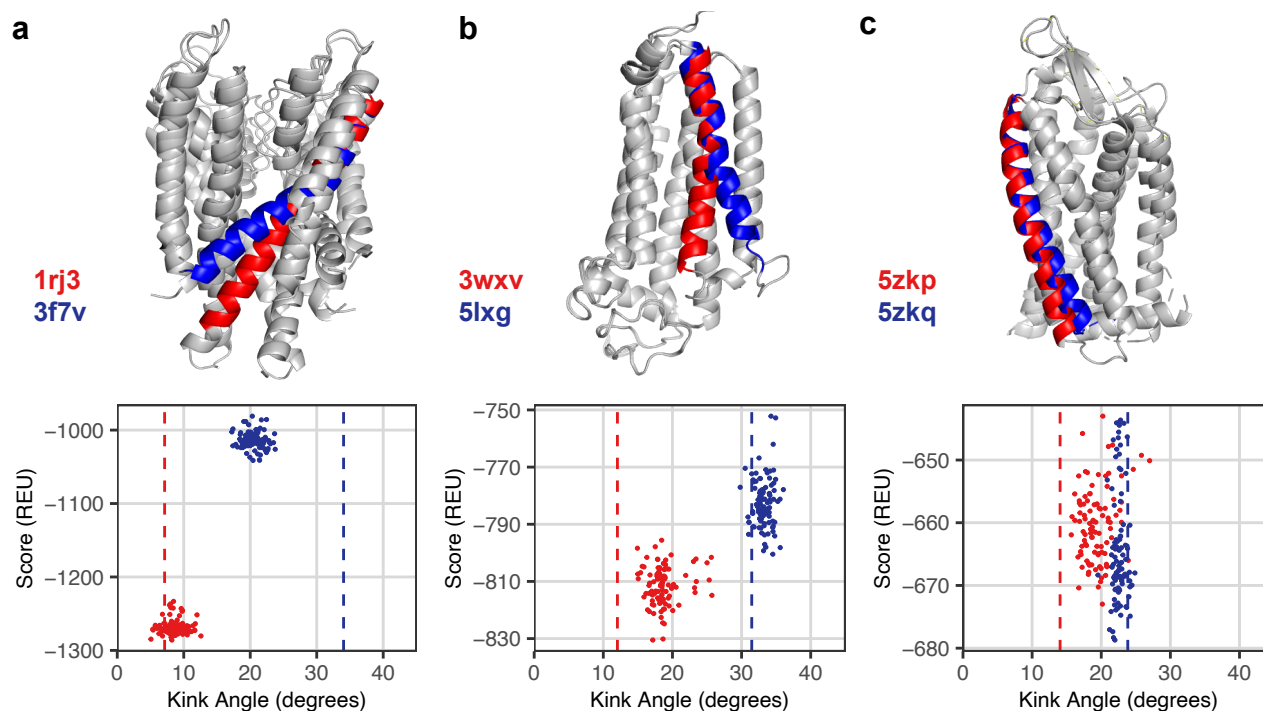 a
b
c
1rj3
3f7v
3wxv
5lxg
5zkp
5zkq
Score (REU)
−1000
−1100
−1200
−1300
0 10 20 30 40
Kink Angle (degrees)
Score (REU)
−750
−770
−790
−810
−830
0 10 20 30 40
Kink Angle (degrees)
Score (REU)
−650
−660
−670
−680
0 10 20 30 40
Kink Angle (degrees)